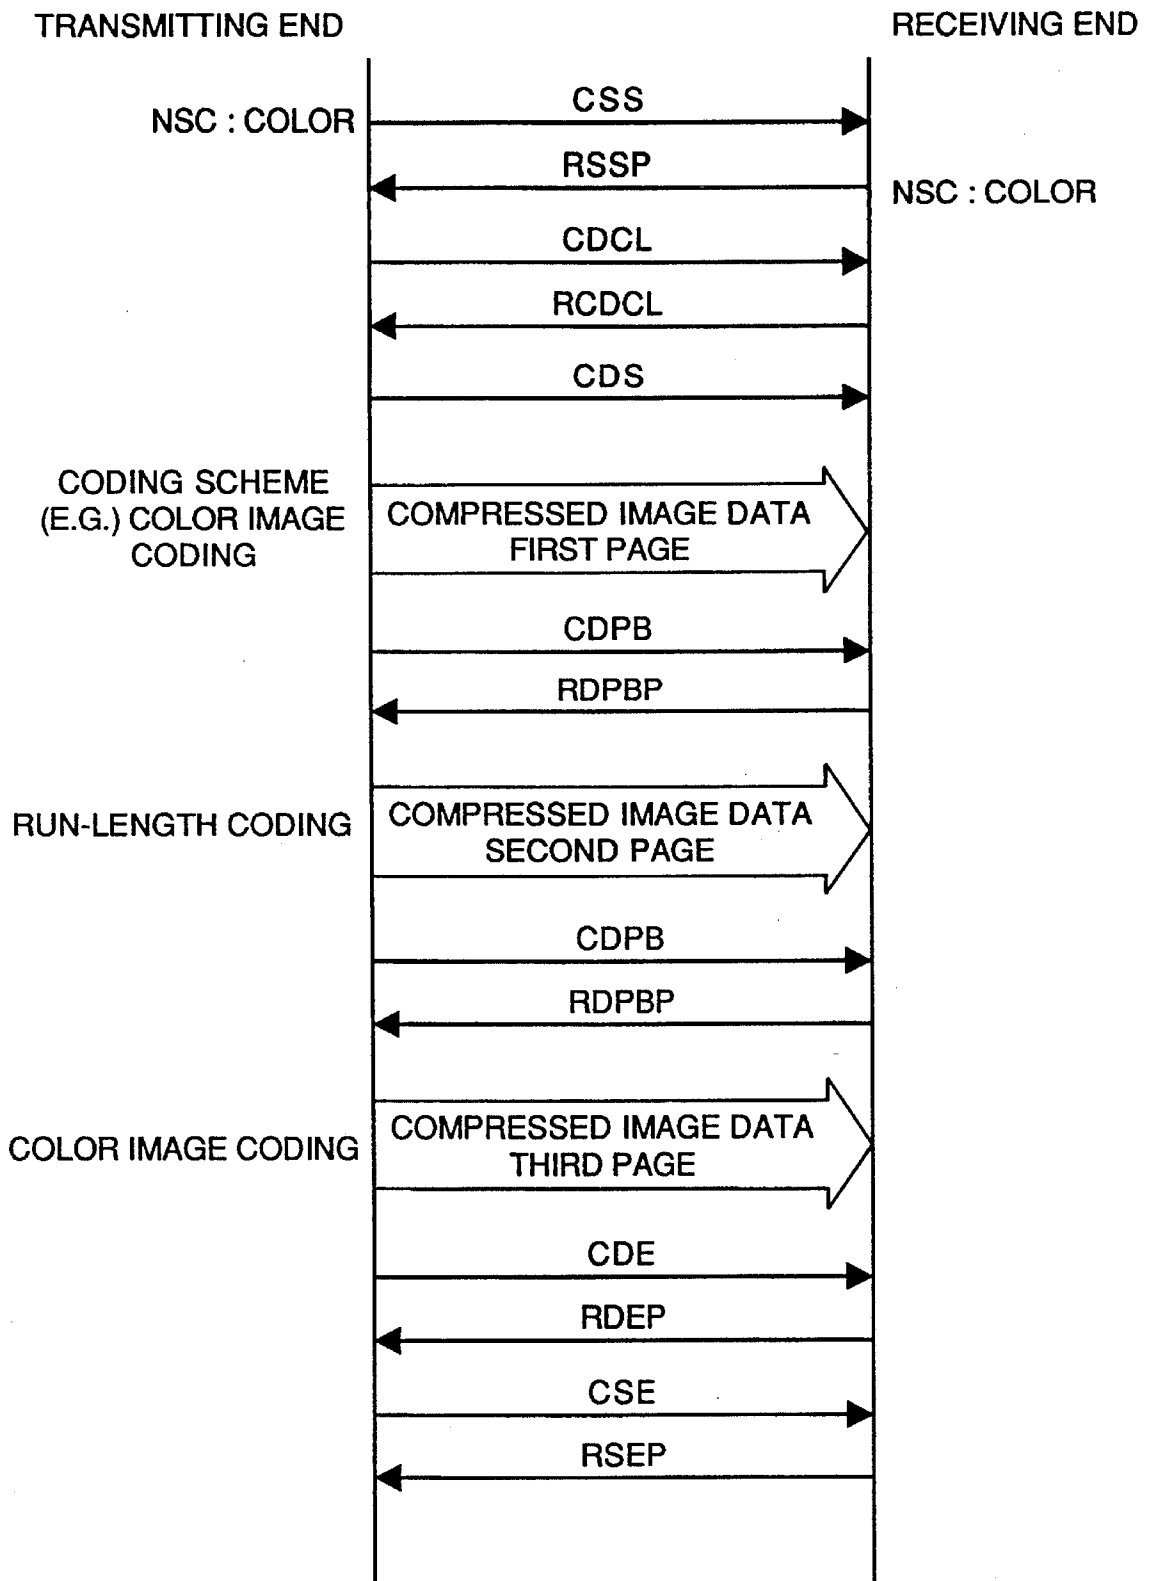 TRANSMITTING END
RECEIVING END
CSS
NSC : COLOR
RSSP
NSC : COLOR
CDCL
RCDCL
CDS
CODING SCHEME
(E.G.) COLOR IMAGE
CODING
COMPRESSED IMAGE DATA
FIRST PAGE
CDPB
RDPBP
RUN-LENGTH CODING
COMPRESSED IMAGE DATA
SECOND PAGE
CDPB
RDPBP
COLOR IMAGE CODING
COMPRESSED IMAGE DATA
THIRD PAGE
CDE
RDEP
CSE
RSEP